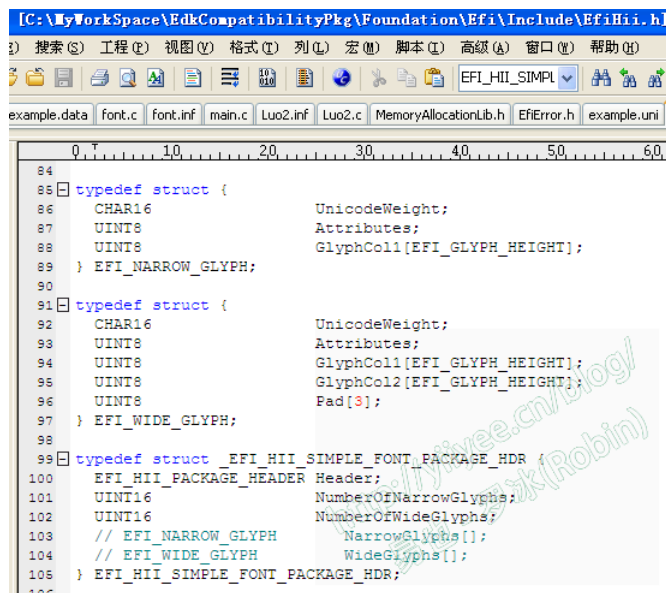 [C:\MyWorkSpace\EdkCompatibilityPkg\Foundation\Efi\Include\EfiHii.h]
搜索(S) 工程(P) 视图(V) 格式(T) 列(L) 宏(M) 脚本(I) 高级(A) 窗口(W) 帮助(H)
EFI_HII_SIMPL
example.data font.c font.inf main.c Luo2.inf Luo2.c MemoryAllocationLib.h EfiError.h example.uni
0 10 20 30 40 50 60
84
85 typedef struct {
86 CHAR16 UnicodeWeight;
87 UINT8 Attributes;
88 UINT8 GlyphCol1[EFI_GLYPH_HEIGHT];
89 } EFI_NARROW_GLYPH;
90
91 typedef struct {
92 CHAR16 UnicodeWeight;
93 UINT8 Attributes;
94 UINT8 GlyphCol1[EFI_GLYPH_HEIGHT];
95 UINT8 GlyphCol2[EFI_GLYPH_HEIGHT];
96 UINT8 Pad[3];
97 } EFI_WIDE_GLYPH;
98
99 typedef struct _EFI_HII_SIMPLE_FONT_PACKAGE_HDR {
100 EFI_HII_PACKAGE_HEADER Header;
101 UINT16 NumberOfNarrowGlyphs;
102 UINT16 NumberOfWideGlyphs;
103 // EFI_NARROW_GLYPH NarrowGlyphs[];
104 // EFI_WIDE_GLYPH WideGlyphs[];
105 } EFI_HII_SIMPLE_FONT_PACKAGE_HDR;
http://yiiyee.cn/blog/
(Robin)